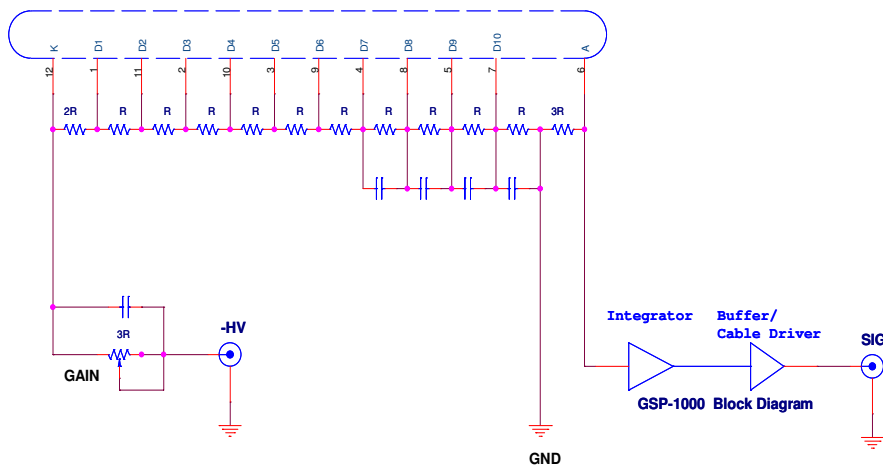 K D1 D2 D3 D4 D5 D6 D7 D8 D9 D10 A
12 1 11 2 10 3 9 4 8 5 7 6
2R R R R R R R R R R R 3R
Integrator
Buffer/
Cable Driver
-HV
3R
SIG
GAIN
GSP-1000 Block Diagram
GND